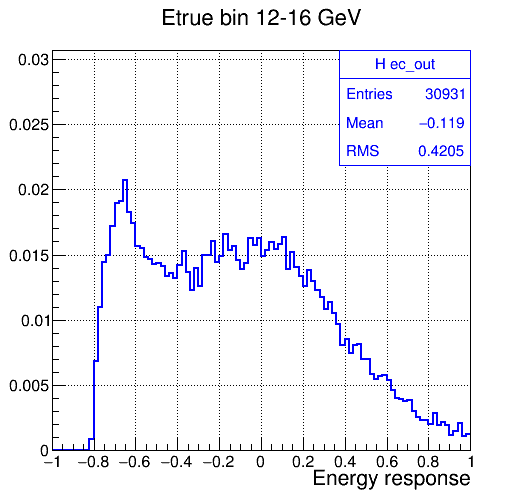 Etrue bin 12-16 GeV
H ec_out
Entries 30931
Mean −0.119
RMS 0.4205
0.03
0.025
0.02
0.015
0.01
0.005
0
−1 −0.8 −0.6 −0.4 −0.2 0 0.2 0.4 0.6 0.8 1
Energy response